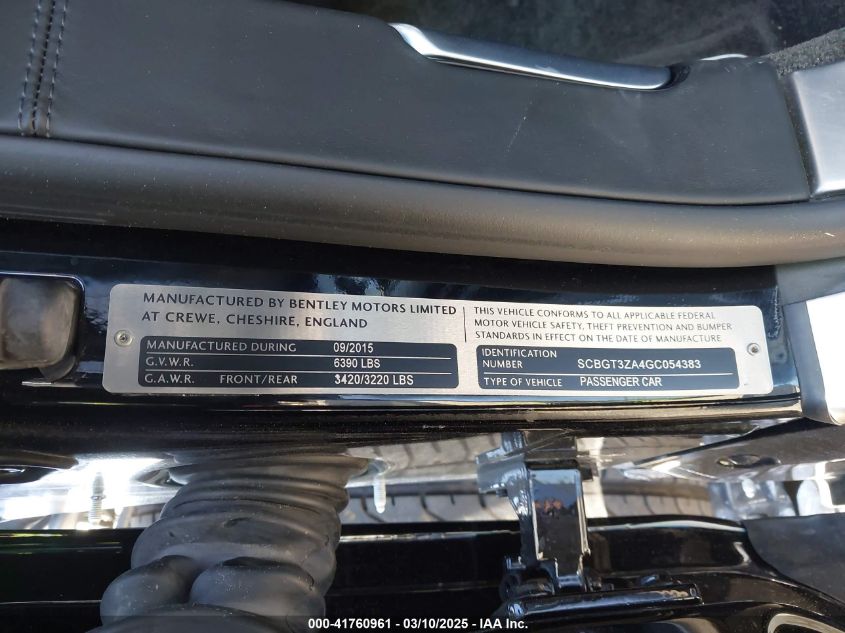 MANUFACTURED BY BENTLEY MOTORS LIMITED
AT CREWE, CHESHIRE, ENGLAND
MANUFACTURED DURING 09/2015
G.V.W.R. 6390 LBS
G.A.W.R. FRONT/REAR 3420/3220 LBS
THIS VEHICLE CONFORMS TO ALL APPLICABLE FEDERAL
MOTOR VEHICLE SAFETY, THEFT PREVENTION AND BUMPER
STANDARDS IN EFFECT ON THE DATE OF MANUFACTURE
IDENTIFICATION
NUMBER SCBGT3ZA4GC054383
TYPE OF VEHICLE PASSENGER CAR
000-41760961 — 03/10/2025 — IAA Inc.